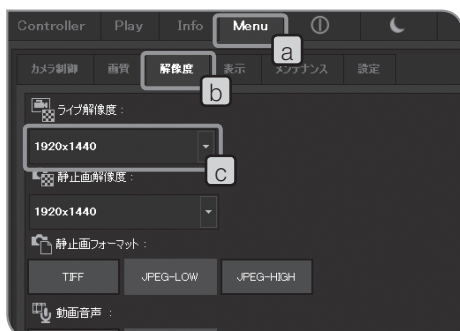 Controller Play Info Menu
a
カメラ制御 画質 解像度 表示 メンテナンス 設定
b
ライブ解像度 :
1920x1440
c
静止画解像度 :
1920x1440
静止画フォーマット :
TIFF JPEG-LOW JPEG-HIGH
動画音声 :